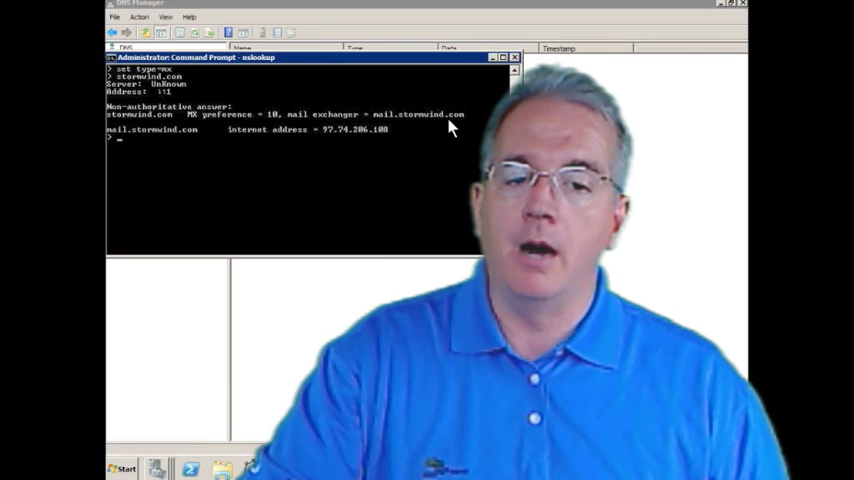 DNS Manager
File Action View Help
DNS Name Type Data Timestamp
Administrator: Command Prompt - nslookup
> set type=mx
> stormwind.com
Server: UnKnown
Address: ::1
Non-authoritative answer:
stormwind.com MX preference = 10, mail exchanger = mail.stormwind.com
mail.stormwind.com internet address = 97.74.206.108
>
Start